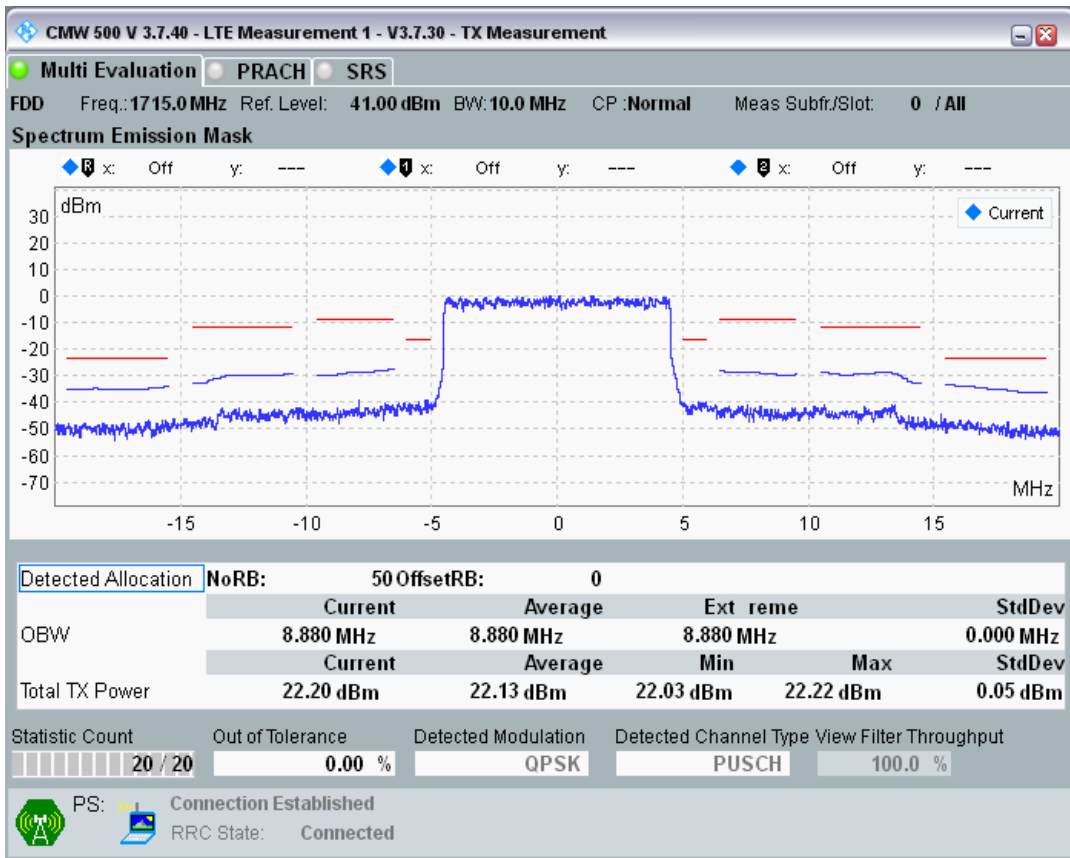 CMW 500 V 3.7.40 - LTE Measurement 1 - V3.7.30 - TX Measurement
Multi Evaluation PRACH SRS
FDD Freq.:1715.0 MHz Ref. Level: 41.00 dBm BW:10.0 MHz CP :Normal Meas Subfr./Slot: 0 / All
Spectrum Emission Mask
R x: Off y: --- 1 x: Off y: --- 2 x: Off y: ---
dBm
Current
30
20
10
0
-10
-20
-30
-40
-50
-60
-70
MHz
-15 -10 -5 0 5 10 15
Detected Allocation NoRB: 50 OffsetRB: 0
Current Average Ext reme StdDev
OBW 8.880 MHz 8.880 MHz 8.880 MHz 0.000 MHz
Current Average Min Max StdDev
Total TX Power 22.20 dBm 22.13 dBm 22.03 dBm 22.22 dBm 0.05 dBm
Statistic Count Out of Tolerance Detected Modulation Detected Channel Type View Filter Throughput
20 / 20 0.00 % QPSK PUSCH 100.0 %
PS: Connection Established
RRC State: Connected